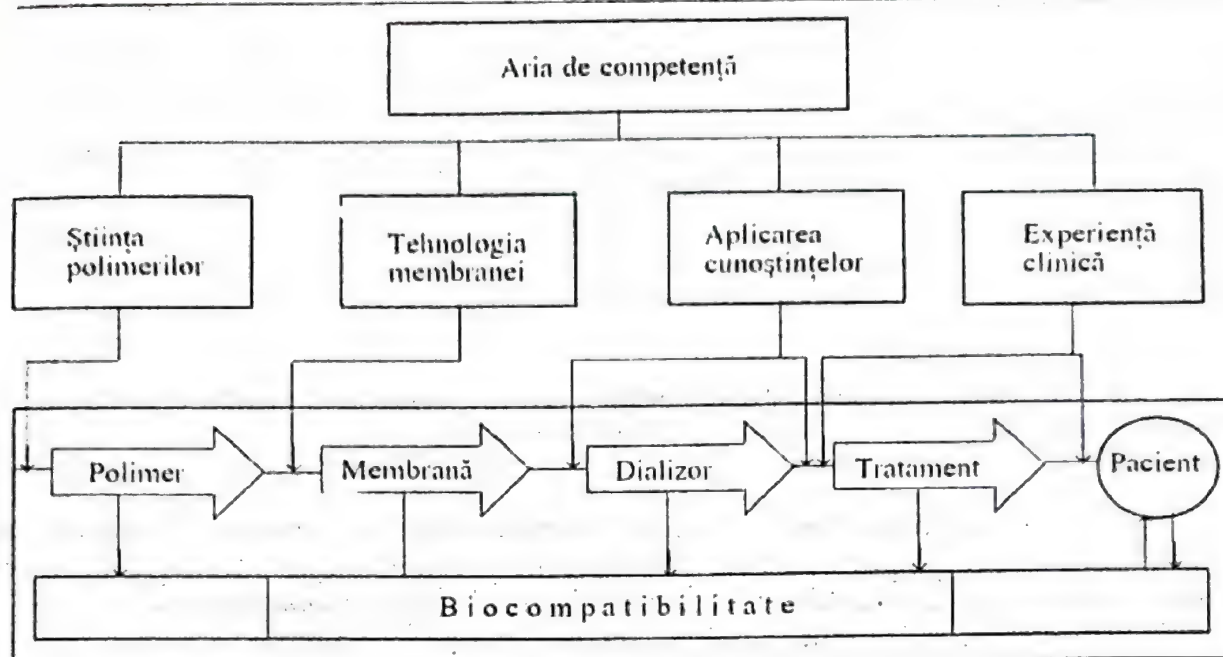 Aria de competență
Știința
polimerilor
Tehnologia
membranei
Aplicarea
cunoștințelor
Experiență
clinică
Polimer
Membrană
Dializor
Tratament
Pacient
Biocompatibilitate